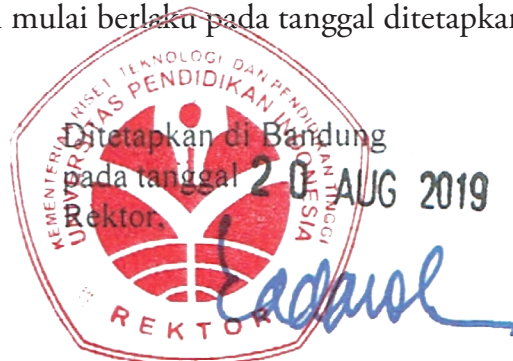 mulai berlaku pada tanggal ditetapkan
Ditetapkan di Bandung
pada tanggal 20 AUG 2019
Rektor,
KEMENTERIAN RISET TEKNOLOGI DAN PENDIDIKAN TINGGI
UNIVERSITAS PENDIDIKAN INDONESIA
REKTOR